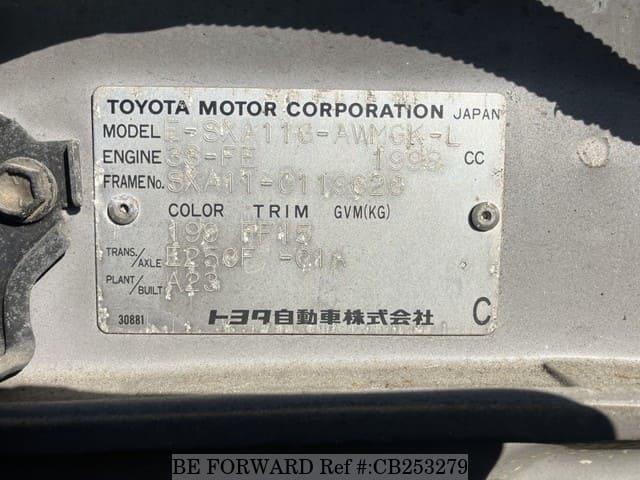 TOYOTA MOTOR CORPORATION JAPAN
MODEL E-SXA11G-AWMGK-L
ENGINE 3S-FE 1998 CC
FRAME No. SXA11-
COLOR TRIM GVM(KG)
199 FF15
TRANS./AXLE E250F -01A
PLANT/BUILT A23
30881 トヨタ自動車株式会社 C
BE FORWARD Ref #:CB253279